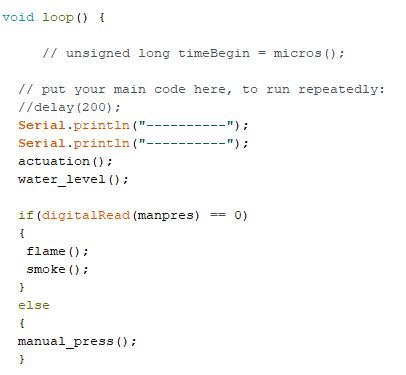 void loop() {
// unsigned long timeBegin = micros();
// put your main code here, to run repeatedly:
//delay(200);
Serial.println("----------");
Serial.println("----------");
actuation();
water_level();
if(digitalRead(manpres) == 0)
{
flame();
smoke();
}
else
{
manual_press();
}